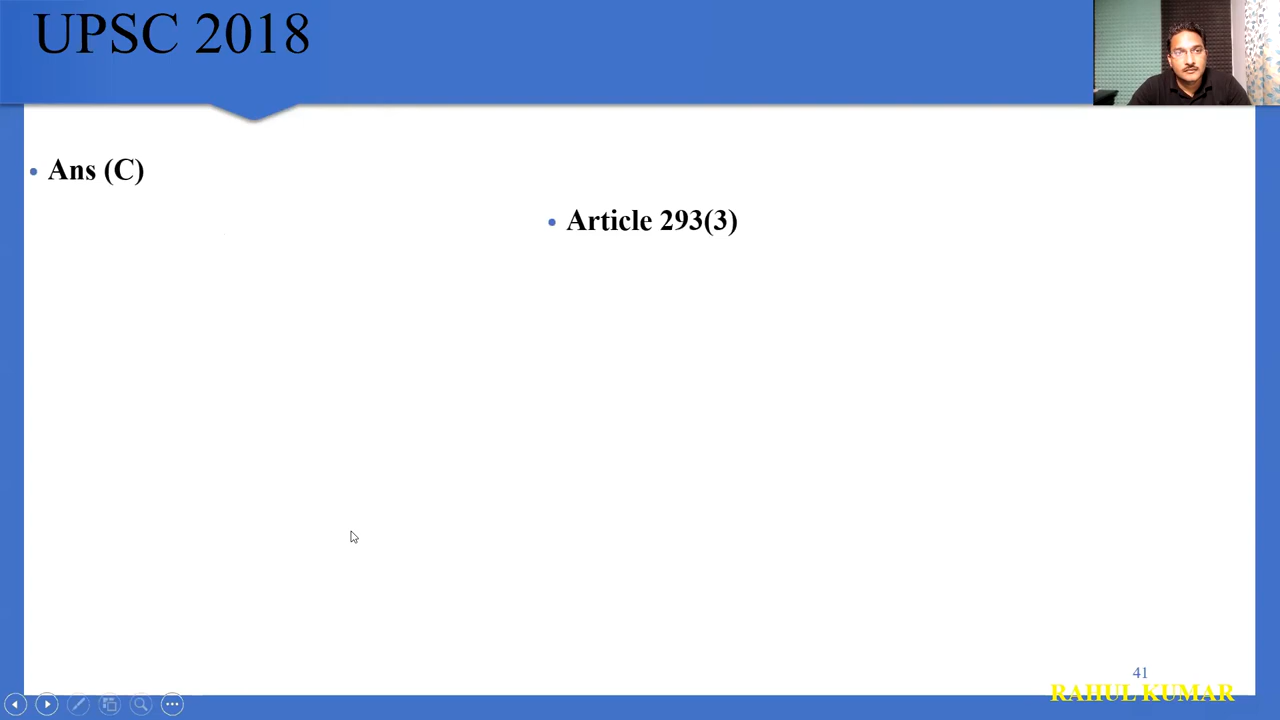 UPSC 2018
• Ans (C)
• Article 293(3)
41
RAHUL KUMAR